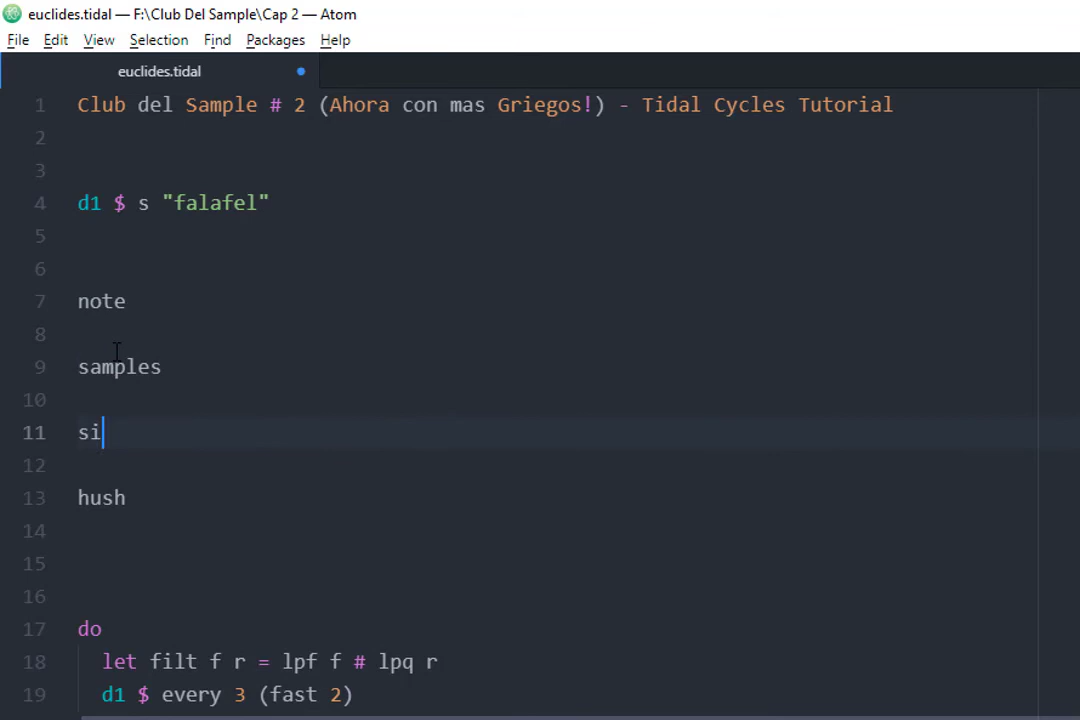 euclides.tidal — F:\Club Del Sample\Cap 2 — Atom
File Edit View Selection Find Packages Help
euclides.tidal
1 Club del Sample # 2 (Ahora con mas Griegos!) - Tidal Cycles Tutorial
2
3
4 d1 $ s "falafel"
5
6
7 note
8
9 samples
10
11 si
12
13 hush
14
15
16
17 do
18 let filt f r = lpf f # lpq r
19 d1 $ every 3 (fast 2)